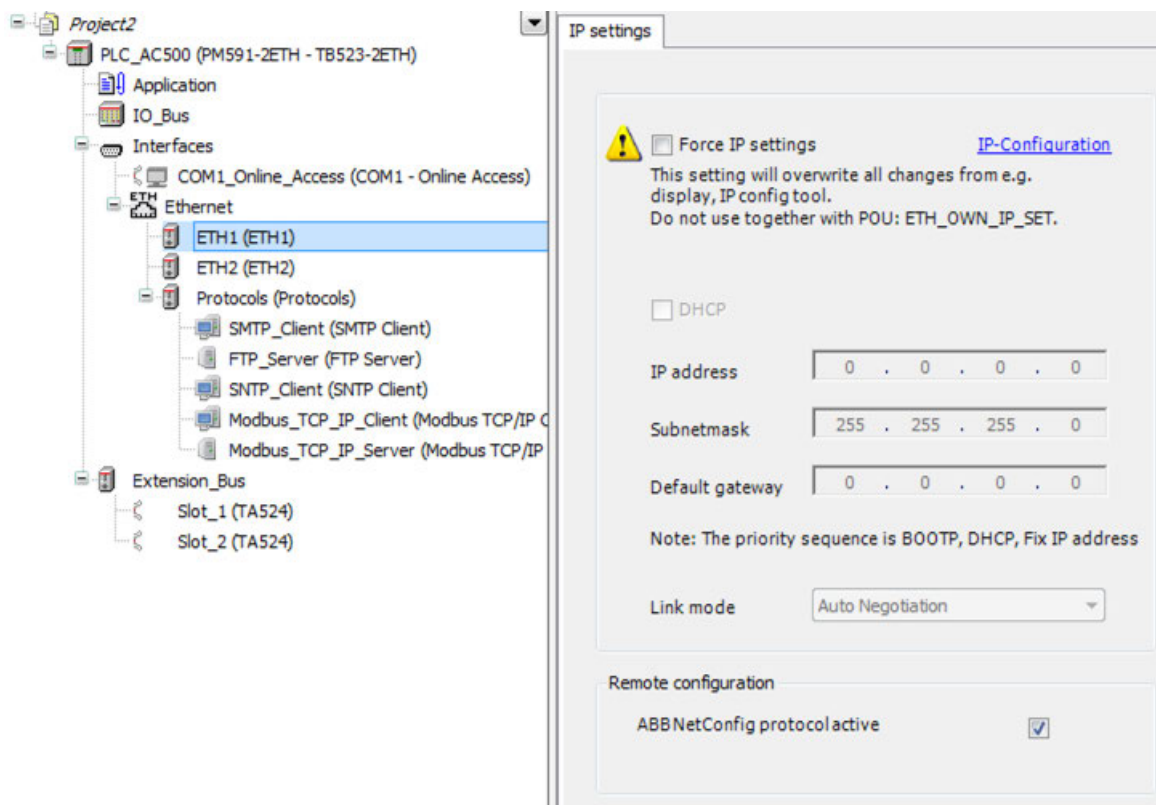 Project2
PLC_AC500 (PM591-2ETH - TB523-2ETH)
Application
IO_Bus
Interfaces
COM1_Online_Access (COM1 - Online Access)
ETH
Ethernet
ETH1 (ETH1)
ETH2 (ETH2)
Protocols (Protocols)
SMTP_Client (SMTP Client)
FTP_Server (FTP Server)
SNTP_Client (SNTP Client)
Modbus_TCP_IP_Client (Modbus TCP/IP C
Modbus_TCP_IP_Server (Modbus TCP/IP
Extension_Bus
Slot_1 (TA524)
Slot_2 (TA524)
IP settings
Force IP settings IP-Configuration
This setting will overwrite all changes from e.g.
display, IP config tool.
Do not use together with POU: ETH_OWN_IP_SET.
DHCP
IP address 0 . 0 . 0 . 0
Subnetmask 255 . 255 . 255 . 0
Default gateway 0 . 0 . 0 . 0
Note: The priority sequence is BOOTP, DHCP, Fix IP address
Link mode Auto Negotiation
Remote configuration
ABB NetConfig protocol active